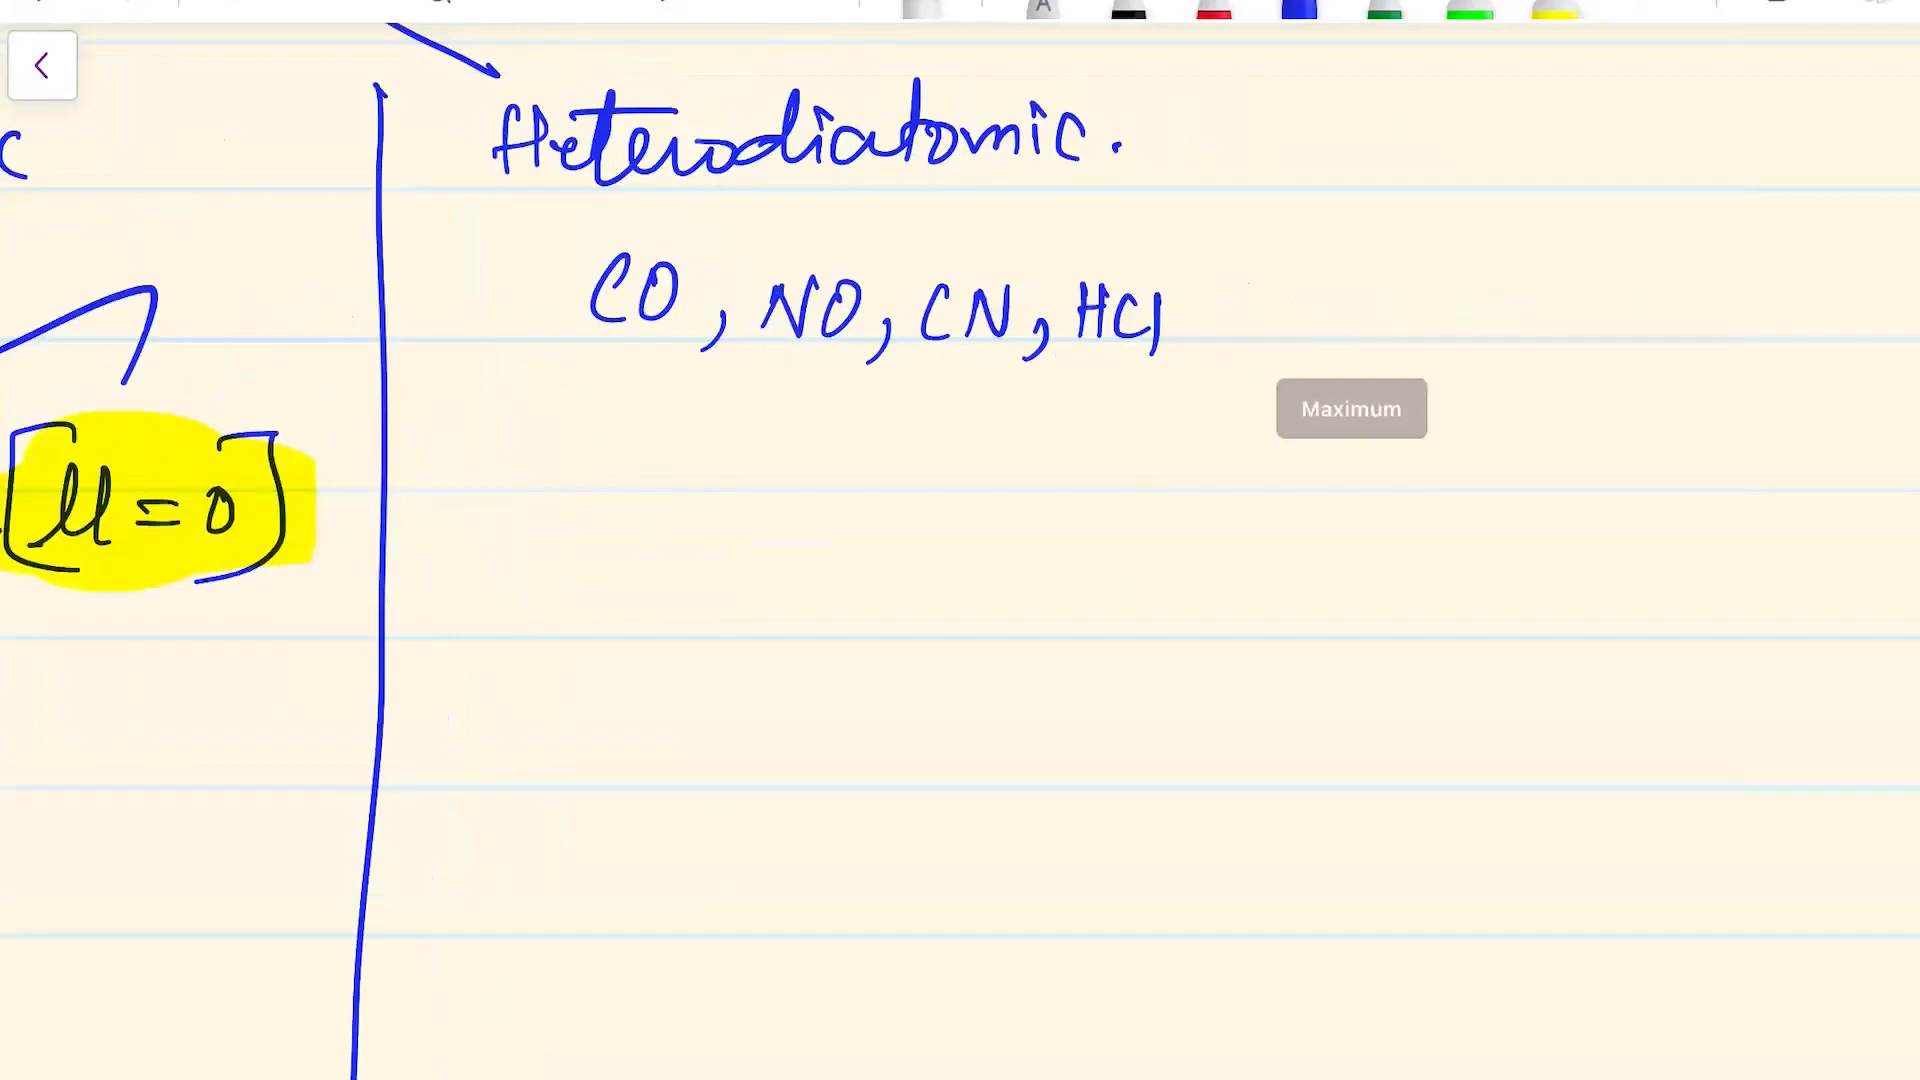 Heterodiatomic.
c
CO, NO, CN, HCl
Maximum
[μ = 0]